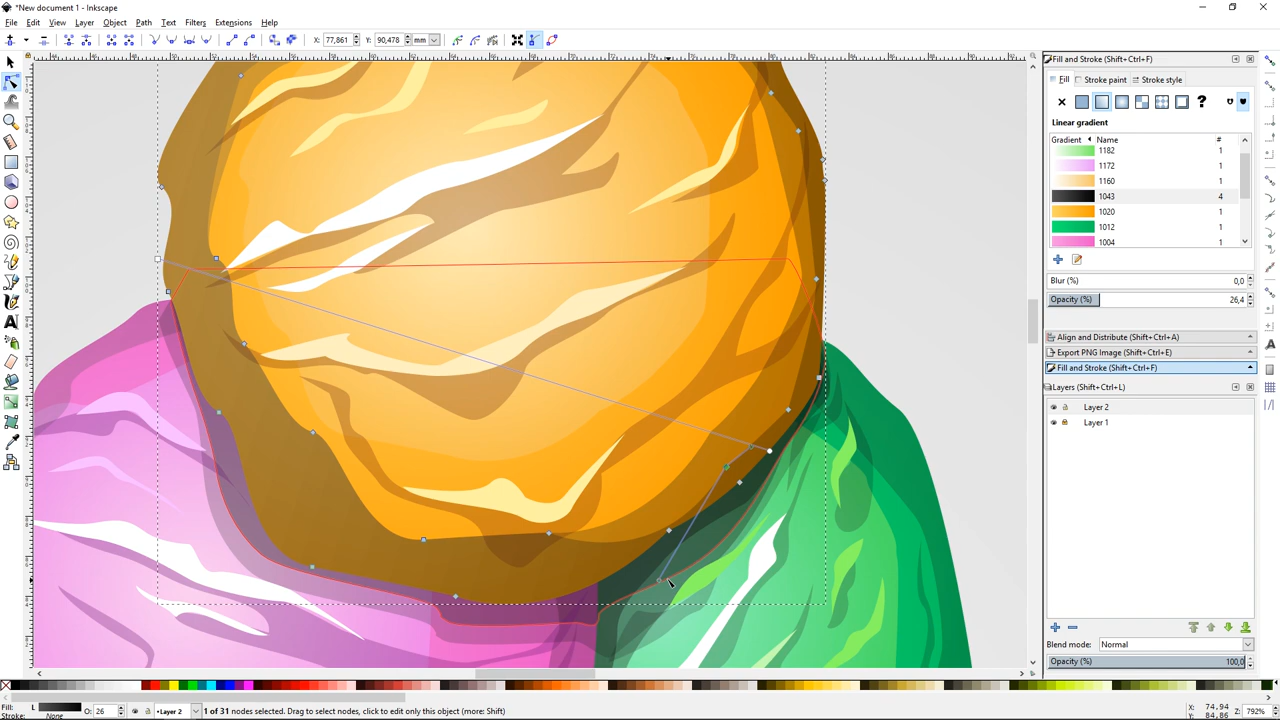 *New document 1 - Inkscape
File Edit View Layer Object Path Text Filters Extensions Help
X: 77,861 Y: 90,478 mm
Fill and Stroke (Shift+Ctrl+F)
Fill Stroke paint Stroke style
?
Linear gradient
Gradient Name #
1182 1
1172 1
1160 1
1043 4
1020 1
1012 1
1004 1
Blur (%) 0,0
Opacity (%) 26,4
Align and Distribute (Shift+Ctrl+A)
Export PNG Image (Shift+Ctrl+E)
Fill and Stroke (Shift+Ctrl+F)
Layers (Shift+Ctrl+L)
Layer 2
Layer 1
Blend mode: Normal
Opacity (%) 100,0
Fill: L O: 26 •Layer 2 1 of 31 nodes selected. Drag to select nodes, click to edit only this object (more: Shift) X: 74,94 Z: 792%
Stroke: None Y: 84,86